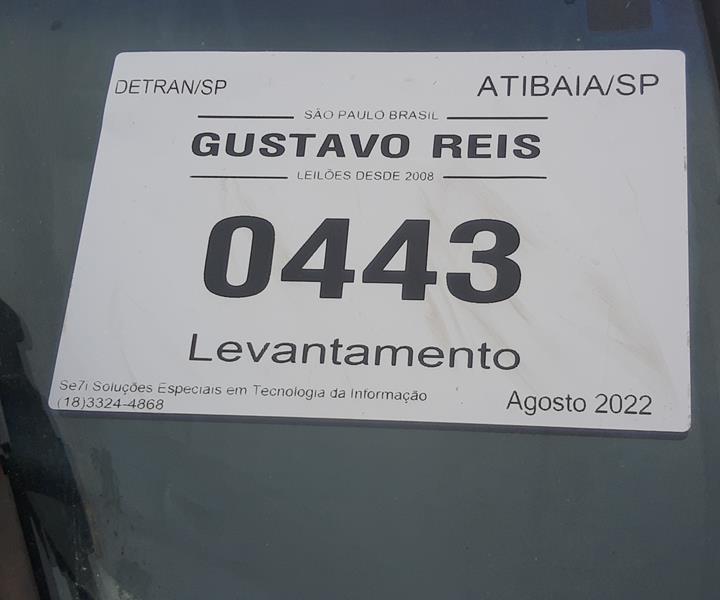 DETRAN/SP
ATIBAIA/SP
SÃO PAULO BRASIL
GUSTAVO REIS
LEILÕES DESDE 2008
0443
Levantamento
Se7i Soluções Especiais em Tecnologia da Informação
(18)3324-4868
Agosto 2022